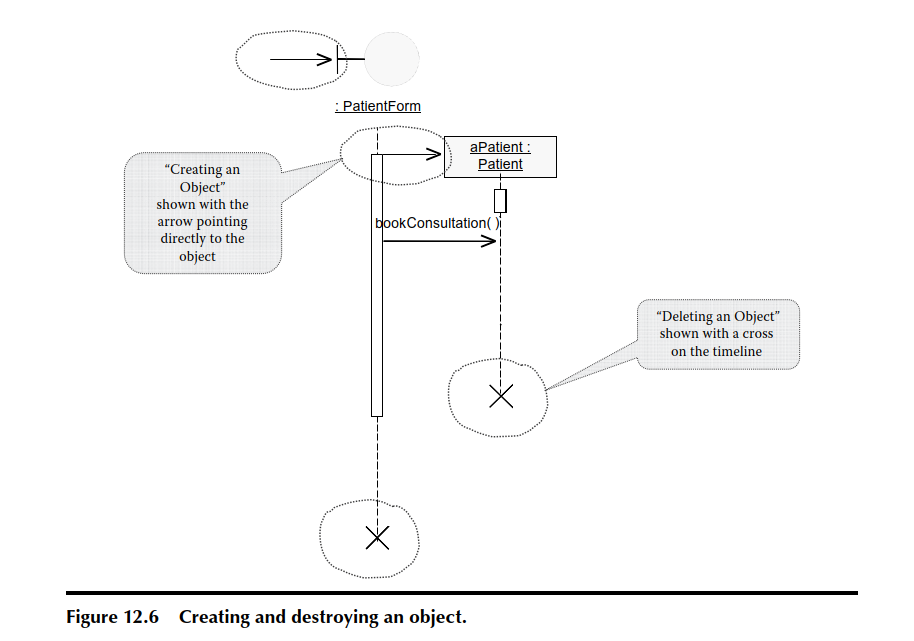 : PatientForm
“Creating an
Object”
shown with the
arrow pointing
directly to the
object
aPatient :
Patient
bookConsultation( )
“Deleting an Object”
shown with a cross
on the timeline
Figure 12.6 Creating and destroying an object.